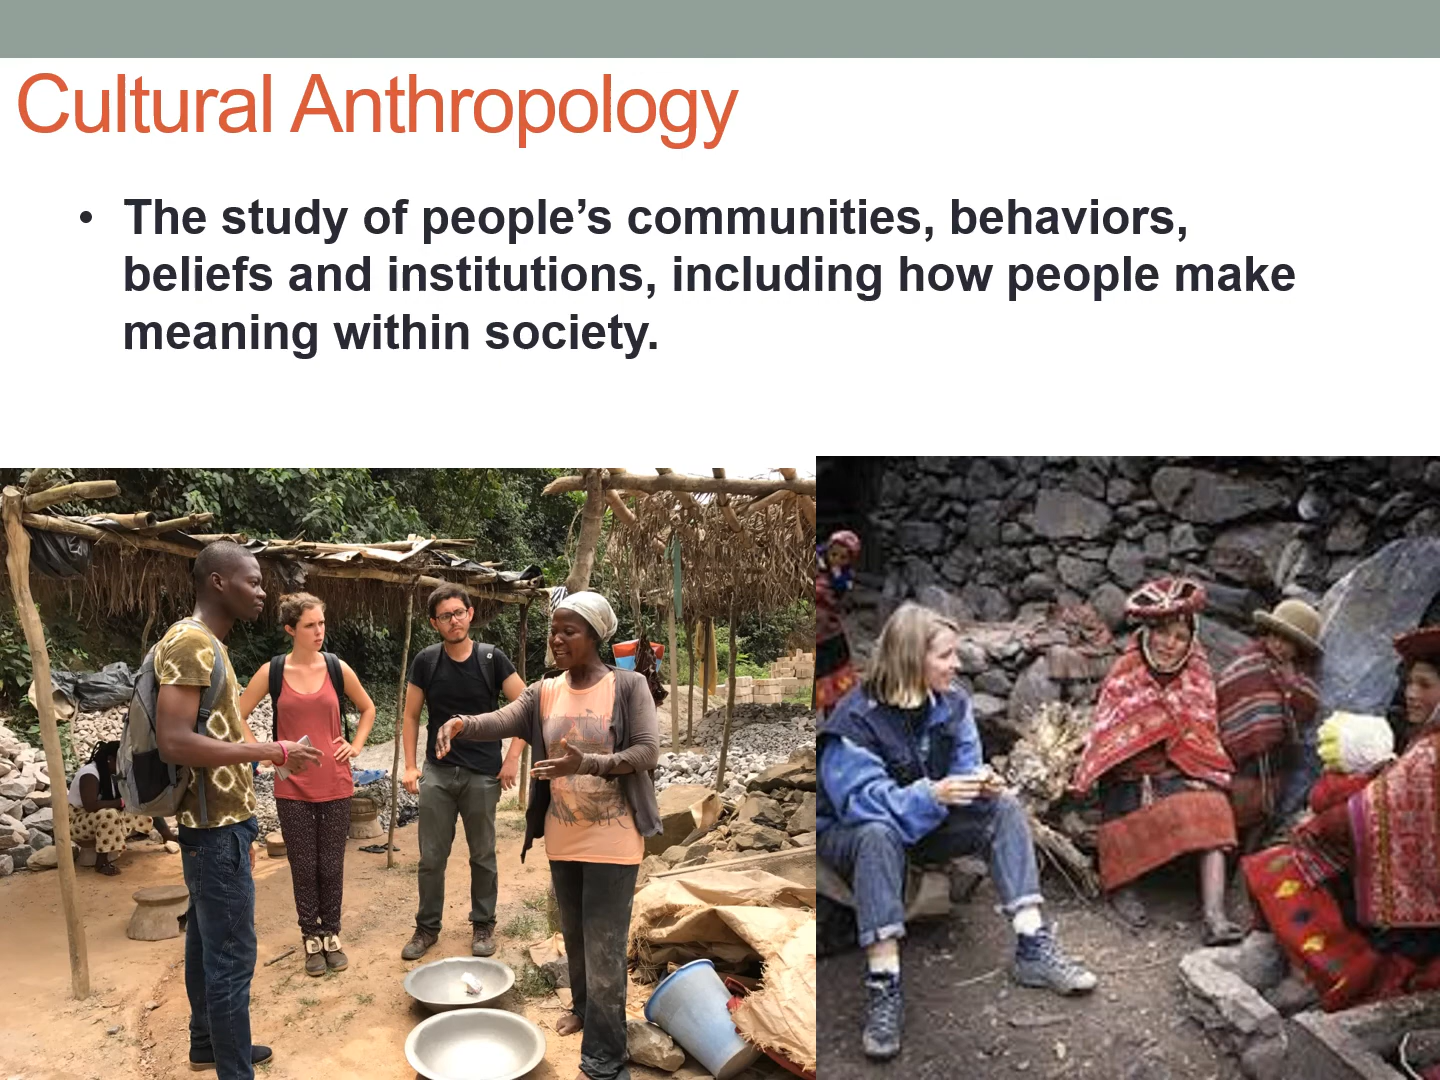 Cultural Anthropology
• The study of people’s communities, behaviors,
beliefs and institutions, including how people make
meaning within society.